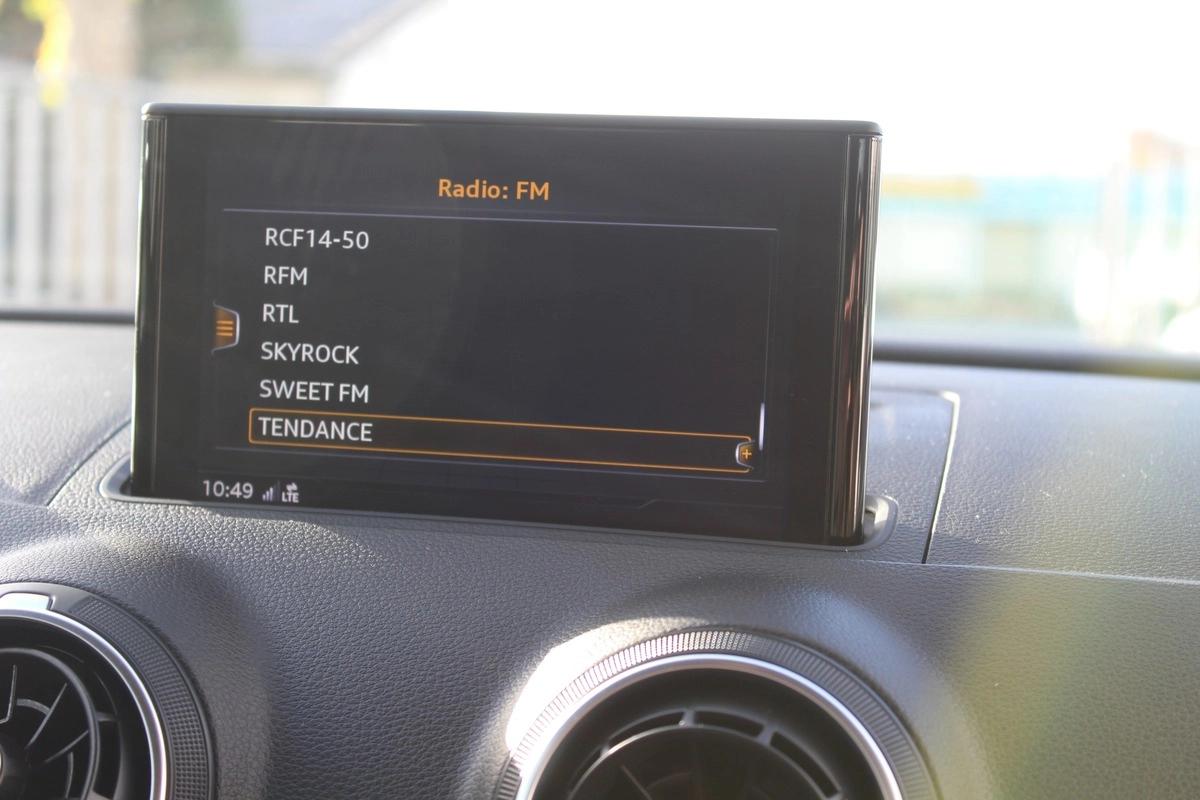 Radio: FM
RCF14-50
RFM
RTL
SKYROCK
SWEET FM
TENDANCE
10:49 LTE